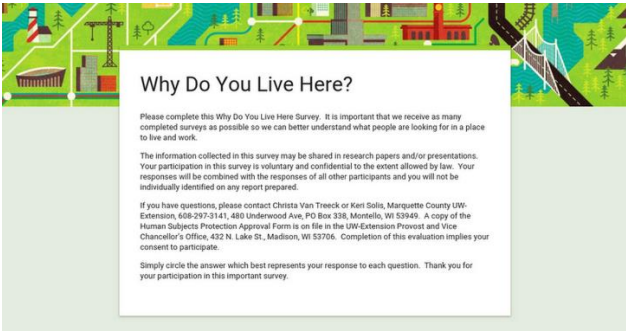 Why Do You Live Here?
Please complete this Why Do You Live Here Survey. It is important that we receive as many
completed surveys as possible so we can better understand what people are looking for in a place
to live and work.
The information collected in this survey may be shared in research papers and/or presentations.
Your participation in this survey is voluntary and confidential to the extent allowed by law. Your
responses will be combined with the responses of all other participants and you will not be
individually identified on any report prepared.
If you have questions, please contact Christa Van Treeck or Keri Solis, Marquette County UW-
Extension, 608-297-3141, 480 Underwood Ave, PO Box 338, Montello, WI 53949. A copy of the
Human Subjects Protection Approval Form is on file in the UW-Extension Provost and Vice
Chancellor's Office, 432 N. Lake St., Madison, WI 53706. Completion of this evaluation implies your
consent to participate.
Simply circle the answer which best represents your response to each question. Thank you for
your participation in this important survey.